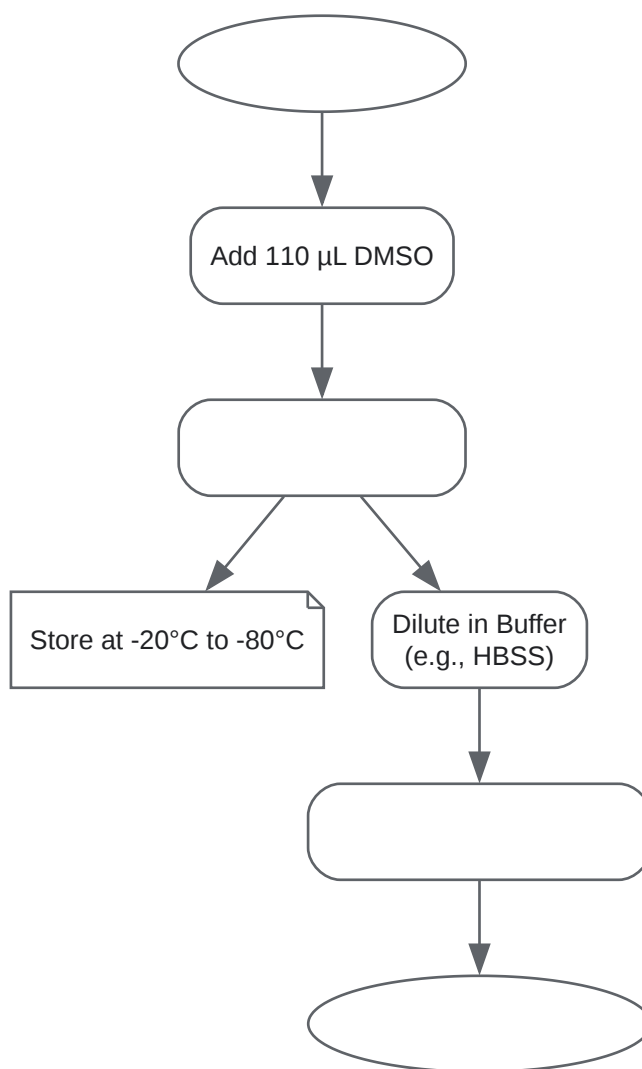 Add 110 µL DMSO
Store at -20°C to -80°C
Dilute in Buffer
(e.g., HBSS)